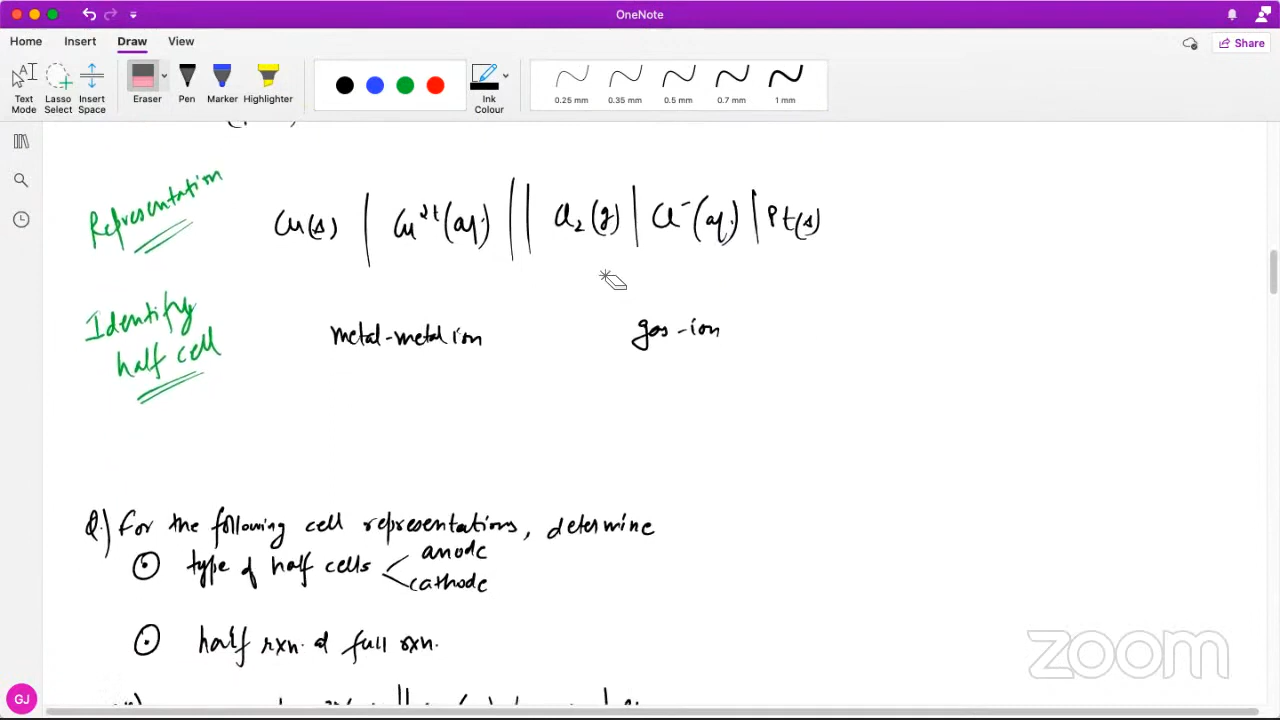 OneNote
Home Insert Draw View
Share
Text Mode Lasso Select Insert Space Eraser Pen Marker Highlighter Ink Colour 0.25 mm 0.35 mm 0.5 mm 0.7 mm 1 mm
Representation Cu(s) | Cu²⁺(aq.) || Cl₂(g) | Cl⁻(aq.) | Pt(s)
Identify half cell metal-metal ion gas-ion
Q.) For the following cell representations, determine
⊙ type of half cells < anode
cathode
⊙ half rxn. & full rxn.
zoom
GJ